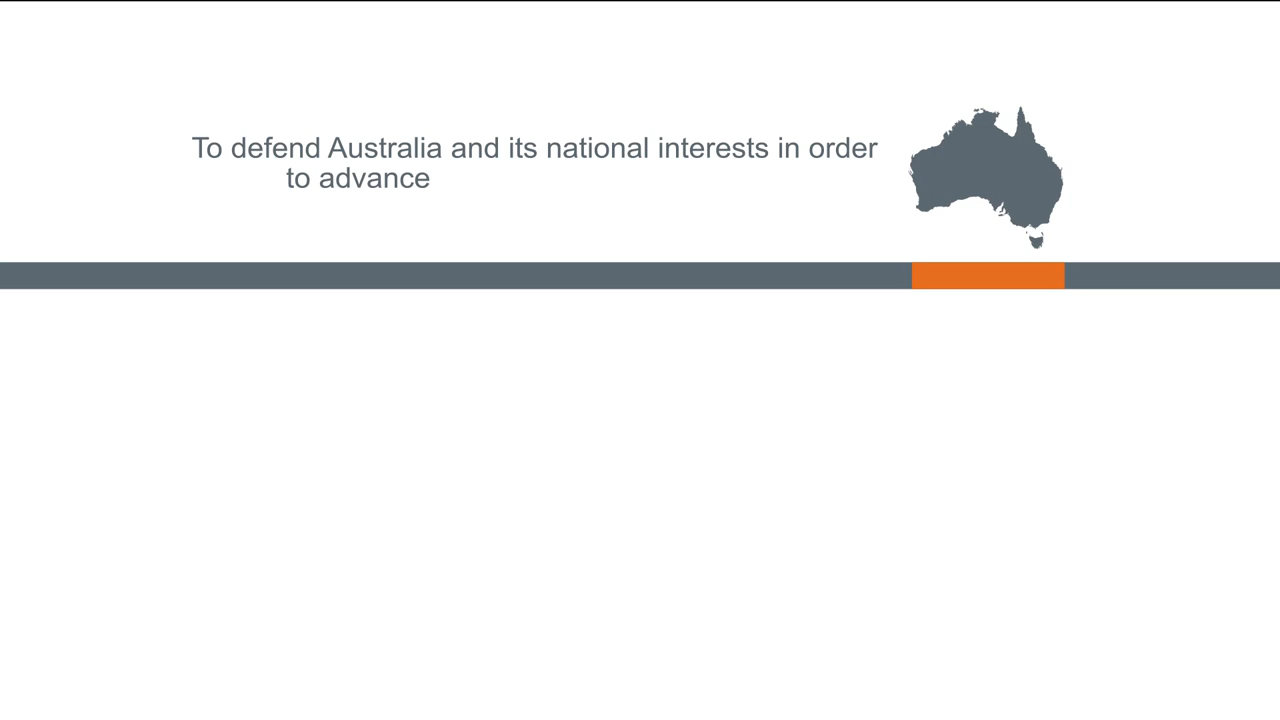 To defend Australia and its national interests in order
to advance